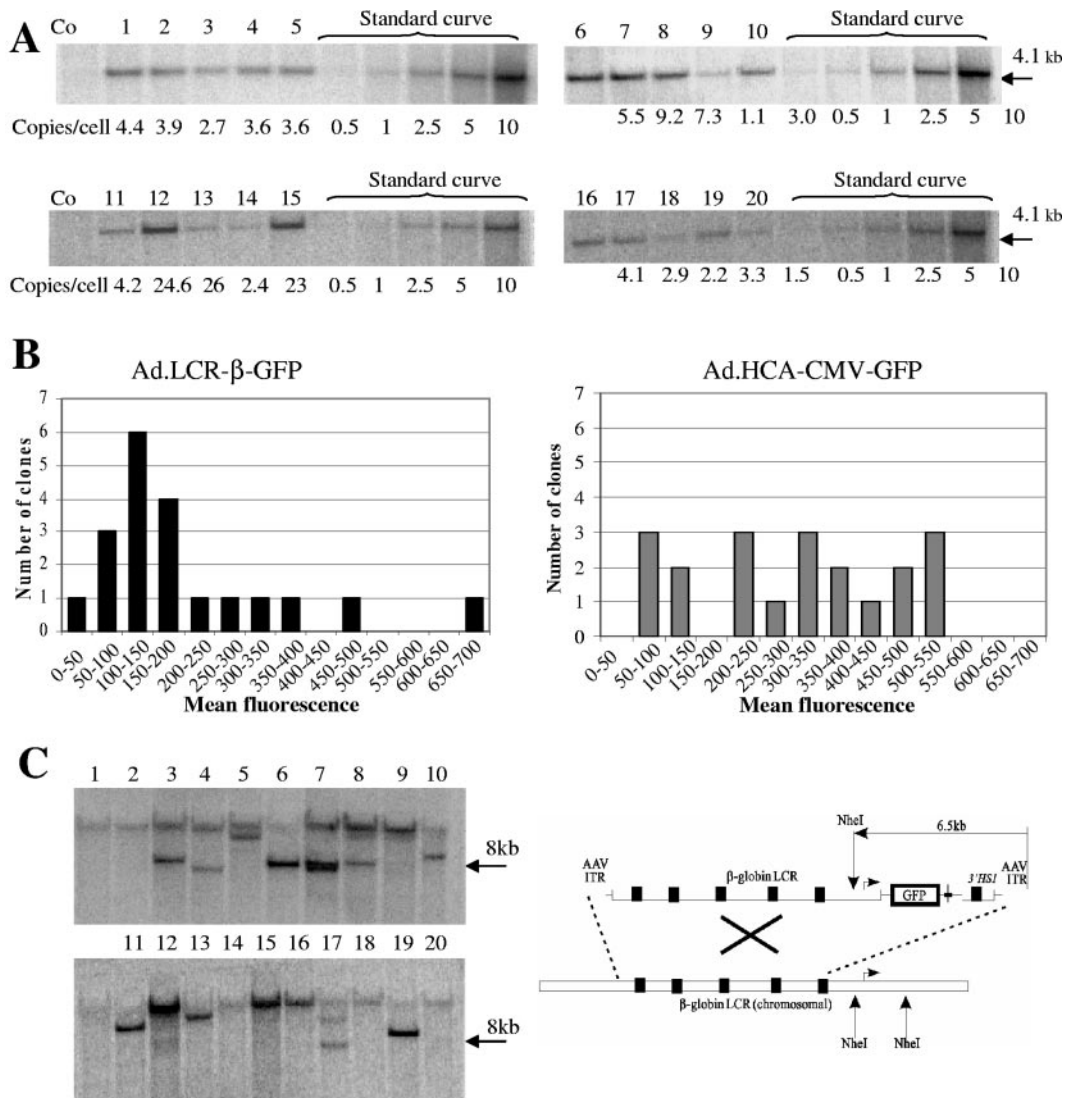 A
Co 1 2 3 4 5 Standard curve
Copies/cell 4.4 3.9 2.7 3.6 3.6 0.5 1 2.5 5 10
6 7 8 9 10 Standard curve
4.1 kb
5.5 9.2 7.3 1.1 3.0 0.5 1 2.5 5 10
Co 11 12 13 14 15 Standard curve
Copies/cell 4.2 24.6 26 2.4 23 0.5 1 2.5 5 10
16 17 18 19 20 Standard curve
4.1 kb
4.1 2.9 2.2 3.3 1.5 0.5 1 2.5 5 10
B
Ad.LCR-β-GFP
Number of clones
7
6
5
4
3
2
1
0
0-50 50-100 100-150 150-200 200-250 250-300 300-350 350-400 400-450 450-500 500-550 550-600 600-650 650-700
Mean fluorescence
Ad.HCA-CMV-GFP
Number of clones
7
6
5
4
3
2
1
0
0-50 50-100 100-150 150-200 200-250 250-300 300-350 350-400 400-450 450-500 500-550 550-600 600-650 650-700
Mean fluorescence
C
1 2 3 4 5 6 7 8 9 10
8kb
11 12 13 14 15 16 17 18 19 20
8kb
NheI
6.5kb
AAV
ITR
β-globin LCR
GFP
3'HS1
AAV
ITR
β-globin LCR (chromosomal)
NheI
NheI